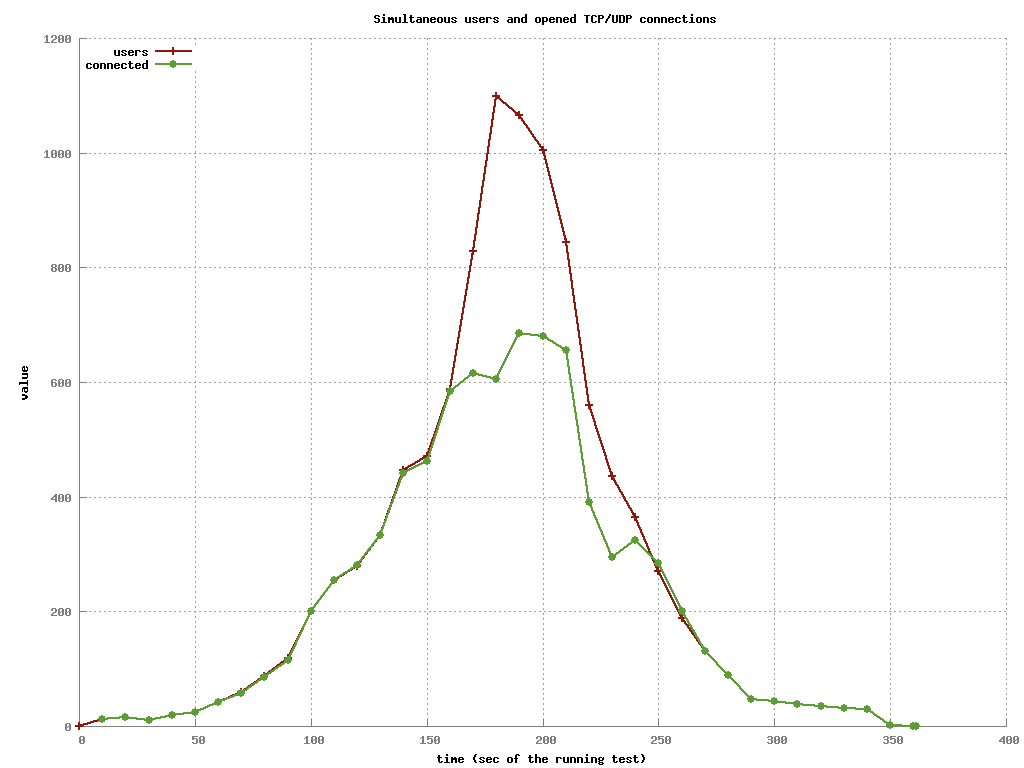 Simultaneous users and opened TCP/UDP connections
1200
users
connected
1000
800
value
600
400
200
0
0 50 100 150 200 250 300 350 400
time (sec of the running test)